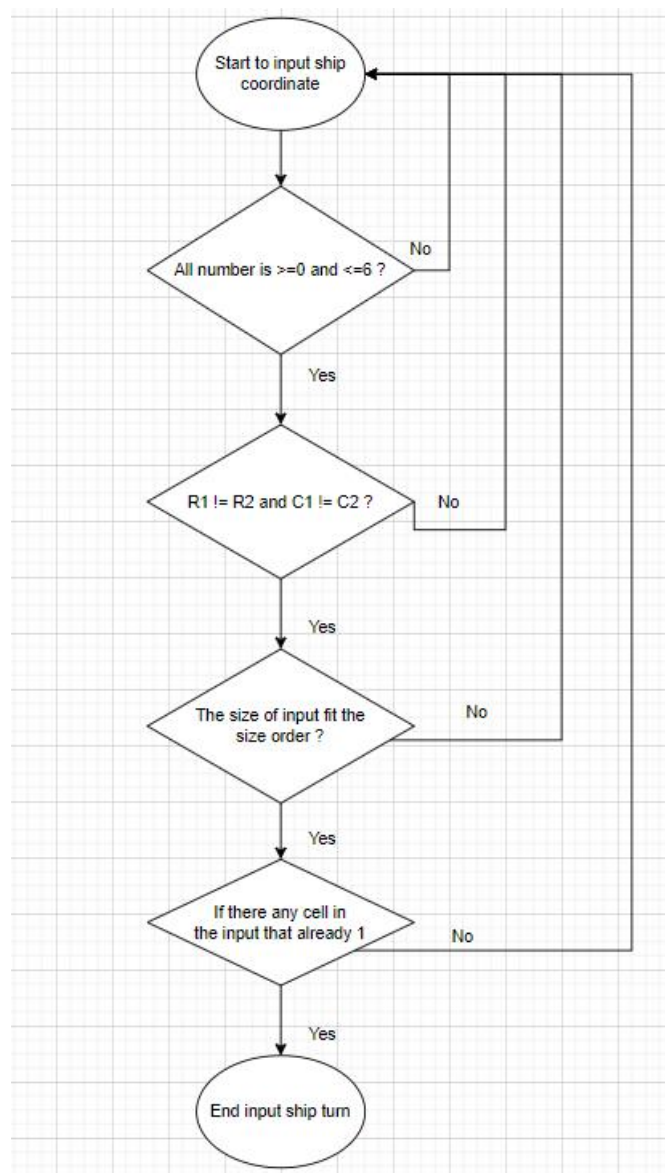 Start to input ship
coordinate
All number is >=0 and <=6 ?
No
Yes
R1 != R2 and C1 != C2 ?
No
Yes
The size of input fit the
size order ?
No
Yes
If there any cell in
the input that already 1
No
Yes
End input ship turn